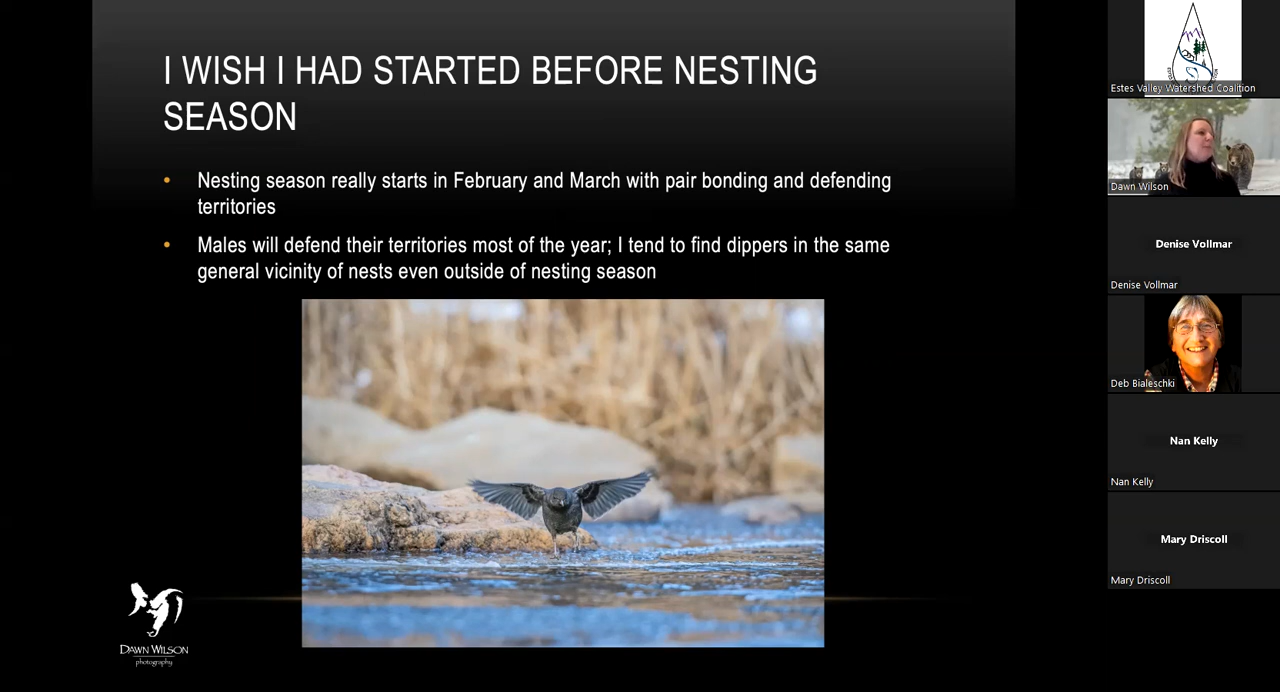 I WISH I HAD STARTED BEFORE NESTING
SEASON
• Nesting season really starts in February and March with pair bonding and defending
territories
• Males will defend their territories most of the year; I tend to find dippers in the same
general vicinity of nests even outside of nesting season
DAWN WILSON
photography
Estes Valley Watershed Coalition
Dawn Wilson
Denise Vollmar
Denise Vollmar
Deb Bialeschki
Nan Kelly
Nan Kelly
Mary Driscoll
Mary Driscoll